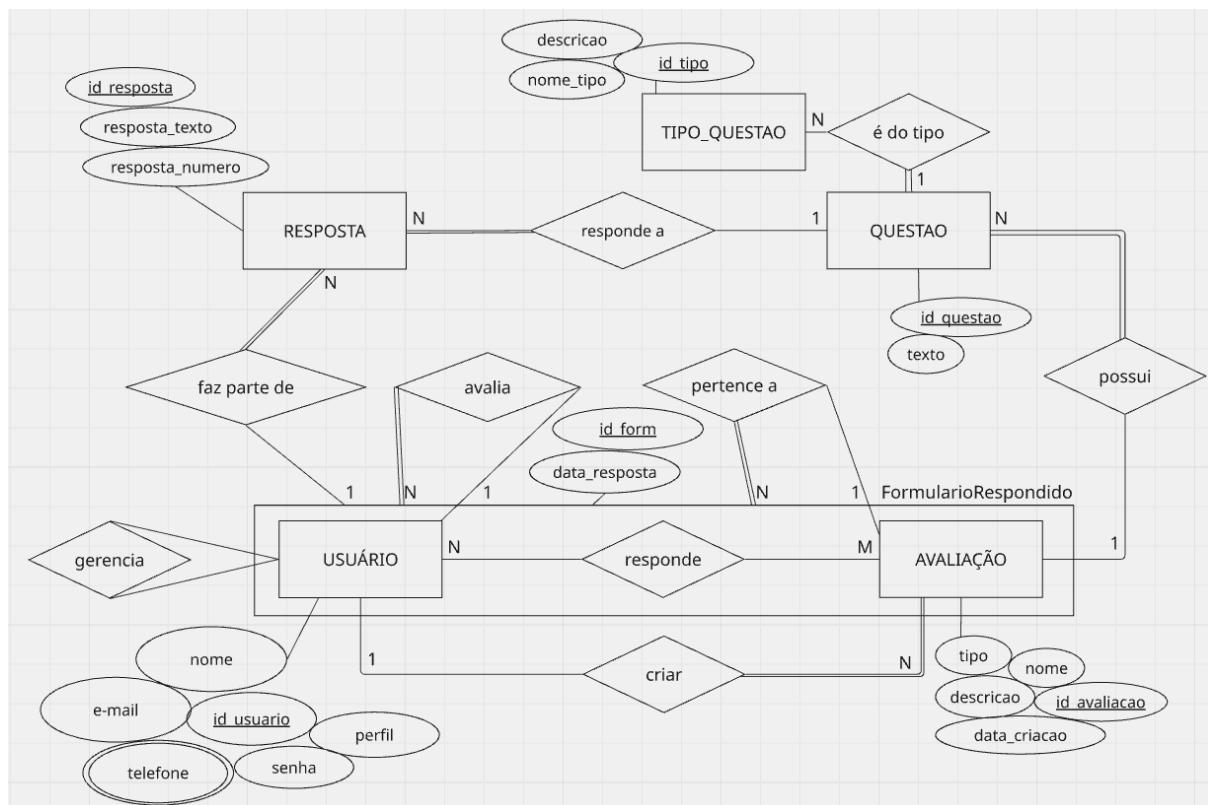 descricao
id_tipo
nome_tipo
id_resposta
resposta_texto
resposta_numero
TIPO_QUESTAO
N
é do tipo
1
RESPOSTA
N
responde a
1
QUESTAO
N
N
id_questao
texto
faz parte de
avalia
pertence a
possui
id_form
data_resposta
1
N
1
N
1
FormularioRespondido
gerencia
USUÁRIO
N
responde
M
AVALIAÇÃO
1
nome
1
criar
N
tipo
nome
e-mail
id_usuario
perfil
descricao
id_avaliacao
telefone
senha
data_criacao